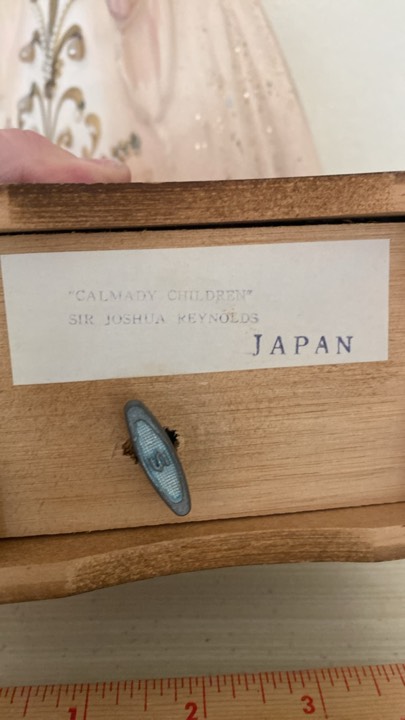 "CALMADY CHILDREN"
SIR JOSHUA REYNOLDS
JAPAN
1 2 3